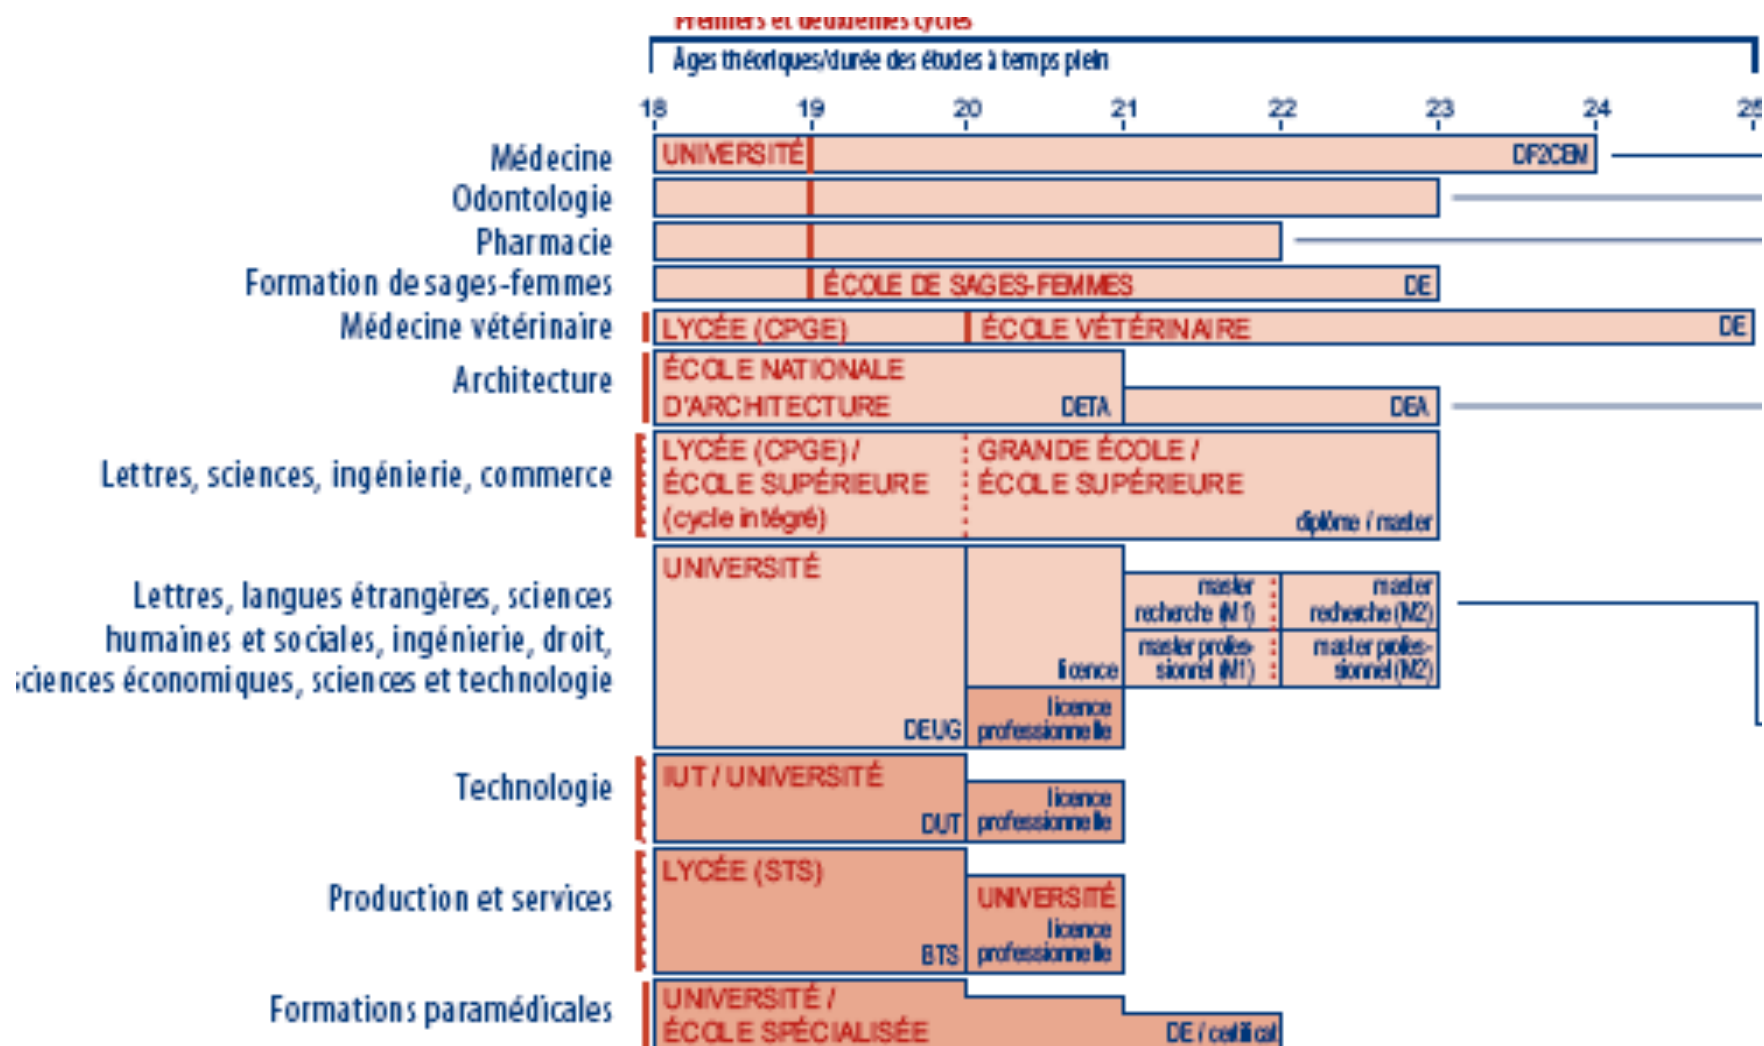 Premiers et deuxièmes cycles
Âges théoriques/durée des études à temps plein
18 19 20 21 22 23 24 25
Médecine
UNIVERSITÉ
DF2CEM
Odontologie
Pharmacie
Formation de sages-femmes
ÉCOLE DE SAGES-FEMMES
DE
Médecine vétérinaire
LYCÉE (CPGE)
ÉCOLE VÉTÉRINAIRE
DE
Architecture
ÉCOLE NATIONALE
D'ARCHITECTURE
DETA
DEA
Lettres, sciences, ingénierie, commerce
LYCÉE (CPGE) /
ÉCOLE SUPÉRIEURE
(cycle intégré)
GRANDE ÉCOLE /
ÉCOLE SUPÉRIEURE
diplôme / master
Lettres, langues étrangères, sciences
humaines et sociales, ingénierie, droit,
sciences économiques, sciences et technologie
UNIVERSITÉ
DEUG
licence
licence
professionnelle
master
recherche (M1)
master
recherche (M2)
master profes-
sionnel (M1)
master profes-
sionnel (M2)
Technologie
IUT / UNIVERSITÉ
DUT
licence
professionnelle
Production et services
LYCÉE (STS)
BTS
UNIVERSITÉ
licence
professionnelle
Formations paramédicales
UNIVERSITÉ /
ÉCOLE SPÉCIALISÉE
DE / certificat